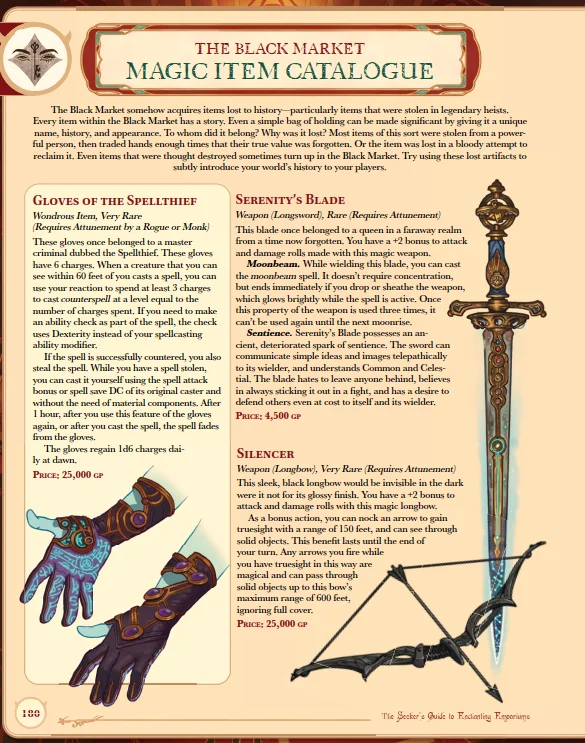 THE BLACK MARKET
MAGIC ITEM CATALOGUE
The Black Market somehow acquires items lost to history—particularly items that were stolen in legendary heists.
Every item within the Black Market has a story. Even a simple bag of holding can be made significant by giving it a unique
name, history, and appearance. To whom did it belong? Why was it lost? Most items of this sort were stolen from a power-
ful person, then traded hands enough times that their true value was forgotten. Or the item was lost in a bloody attempt to
reclaim it. Even items that were thought destroyed sometimes turn up in the Black Market. Try using these lost artifacts to
subtly introduce your world's history to your players.
GLOVES OF THE SPELLTHIEF
Wondrous Item, Very Rare
(Requires Attunement by a Rogue or Monk)
These gloves once belonged to a master
criminal dubbed the Spellthief. These gloves
have 6 charges. When a creature that you can
see within 60 feet of you casts a spell, you can
use your reaction to spend at least 3 charges
to cast counterspell at a level equal to the
number of charges spent. If you need to make
an ability check as part of the spell, the check
uses Dexterity instead of your spellcasting
ability modifier.
If the spell is successfully countered, you also
steal the spell. While you have a spell stolen,
you can cast it yourself using the spell attack
bonus or spell save DC of its original caster and
without the need of material components. After
1 hour, after you use this feature of the gloves
again, or after you cast the spell, the spell fades
from the gloves.
The gloves regain 1d6 charges dai-
ly at dawn.
PRICE: 25,000 GP
SERENITY'S BLADE
Weapon (Longsword), Rare (Requires Attunement)
This blade once belonged to a queen in a faraway realm
from a time now forgotten. You have a +2 bonus to attack
and damage rolls made with this magic weapon.
Moonbeam. While wielding this blade, you can cast
the moonbeam spell. It doesn't require concentration,
but ends immediately if you drop or sheathe the weapon,
which glows brightly while the spell is active. Once
this property of the weapon is used three times, it
can't be used again until the next moonrise.
Sentience. Serenity's Blade possesses an an-
cient, deteriorated spark of sentience. The sword can
communicate simple ideas and images telepathically
to its wielder, and understands Common and Celes-
tial. The blade hates to leave anyone behind, believes
in always sticking it out in a fight, and has a desire to
defend others even at cost to itself and its wielder.
PRICE: 4,500 GP
SILENCER
Weapon (Longbow), Very Rare (Requires Attunement)
This sleek, black longbow would be invisible in the dark
were it not for its glossy finish. You have a +2 bonus to
attack and damage rolls with this magic longbow.
As a bonus action, you can nock an arrow to gain
truesight with a range of 150 feet, and can see through
solid objects. This benefit lasts until the end of
your turn. Any arrows you fire while
you have truesight in this way are
magical and can pass through
solid objects up to this bow's
maximum range of 600 feet,
ignoring full cover.
PRICE: 25,000 GP
188
The Seeker's Guide to Enchanting Emporiums